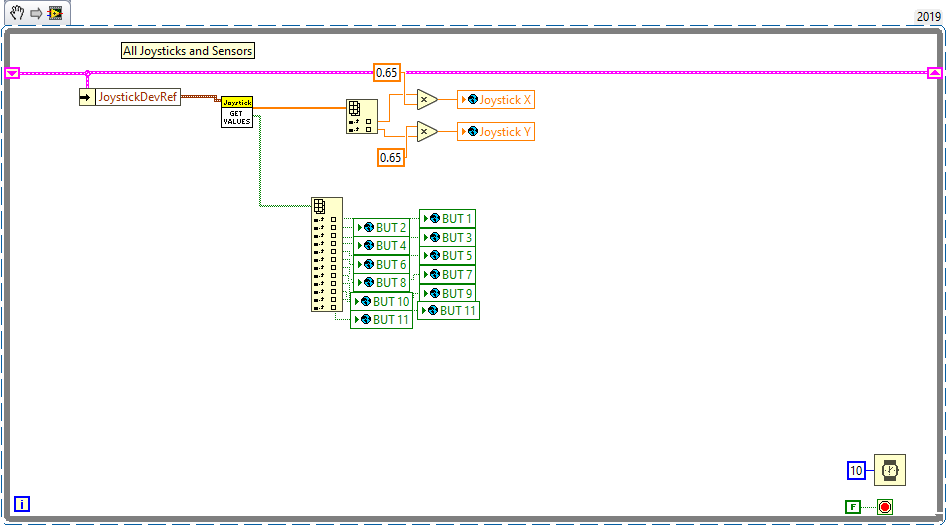 2019
All Joysticks and Sensors
0.65
JoystickDevRef
Joystick
GET
VALUES
Joystick X
Joystick Y
0.65
BUT 1
BUT 2
BUT 3
BUT 4
BUT 5
BUT 6
BUT 7
BUT 8
BUT 9
BUT 10
BUT 11
BUT 11
10
i
F